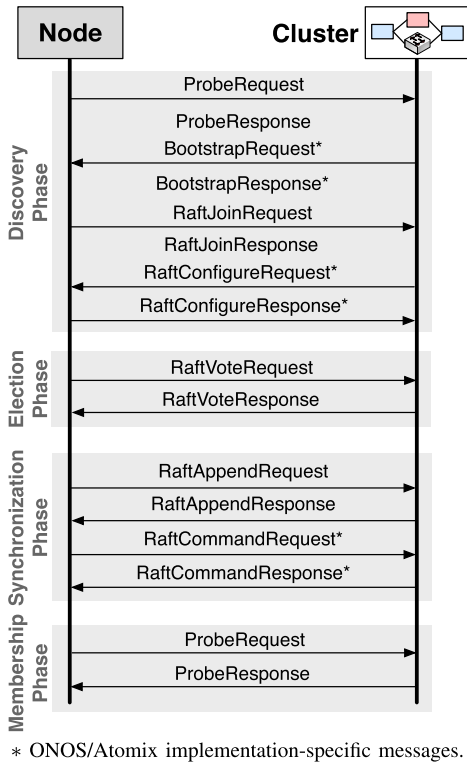 Node
Cluster
Discovery
Phase
ProbeRequest
ProbeResponse
BootstrapRequest*
BootstrapResponse*
RaftJoinRequest
RaftJoinResponse
RaftConfigureRequest*
RaftConfigureResponse*
Election
Phase
RaftVoteRequest
RaftVoteResponse
Synchronization
Phase
RaftAppendRequest
RaftAppendResponse
RaftCommandRequest*
RaftCommandResponse*
Membership
Phase
ProbeRequest
ProbeResponse
* ONOS/Atomix implementation-specific messages.